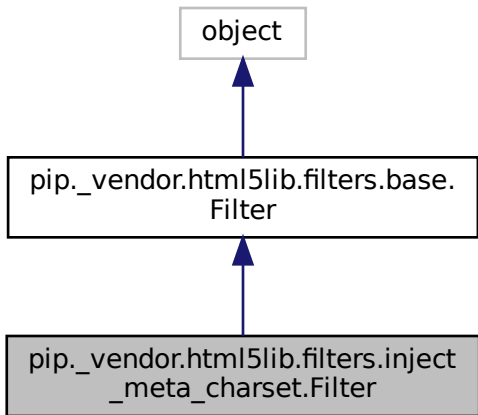 object
pip._vendor.html5lib.filters.base.
Filter
pip._vendor.html5lib.filters.inject
_meta_charset.Filter